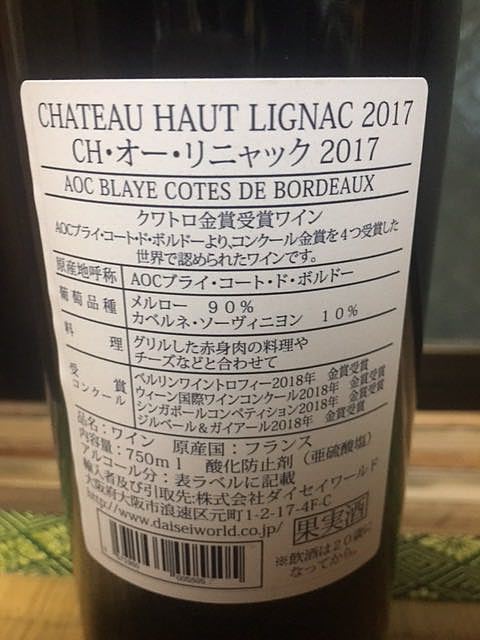 CHATEAU HAUT LIGNAC 2017
CH・オー・リニャック 2017
AOC BLAYE COTES DE BORDEAUX
クワトロ金賞受賞ワイン
AOCブライ・コート・ド・ボルドーより、コンクール金賞を4つ受賞した
世界で認められたワインです。
原産地呼称 AOCブライ・コート・ド・ボルドー
葡萄品種 メルロー 90%
カベルネ・ソーヴィニヨン 10%
料理 グリルした赤身肉の料理や
チーズなどと合わせて
受賞コンクール ベルリンワイントロフィー2018年 金賞受賞
ウィーン国際ワインコンクール2018年 金賞受賞
シンガポールコンペティション2018年 金賞受賞
ジルベール&ガイアール2018年 金賞受賞
品名:ワイン 原産国:フランス
内容量:750ml 酸化防止剤(亜硫酸塩)
アルコール分:表ラベルに記載
輸入者及び引取先:株式会社ダイセイワールド
大阪府大阪市浪速区元町1-2-17-4F-C
http://www.daiseiworld.co.jp/
果実酒
※飲酒は20歳に
なってから。